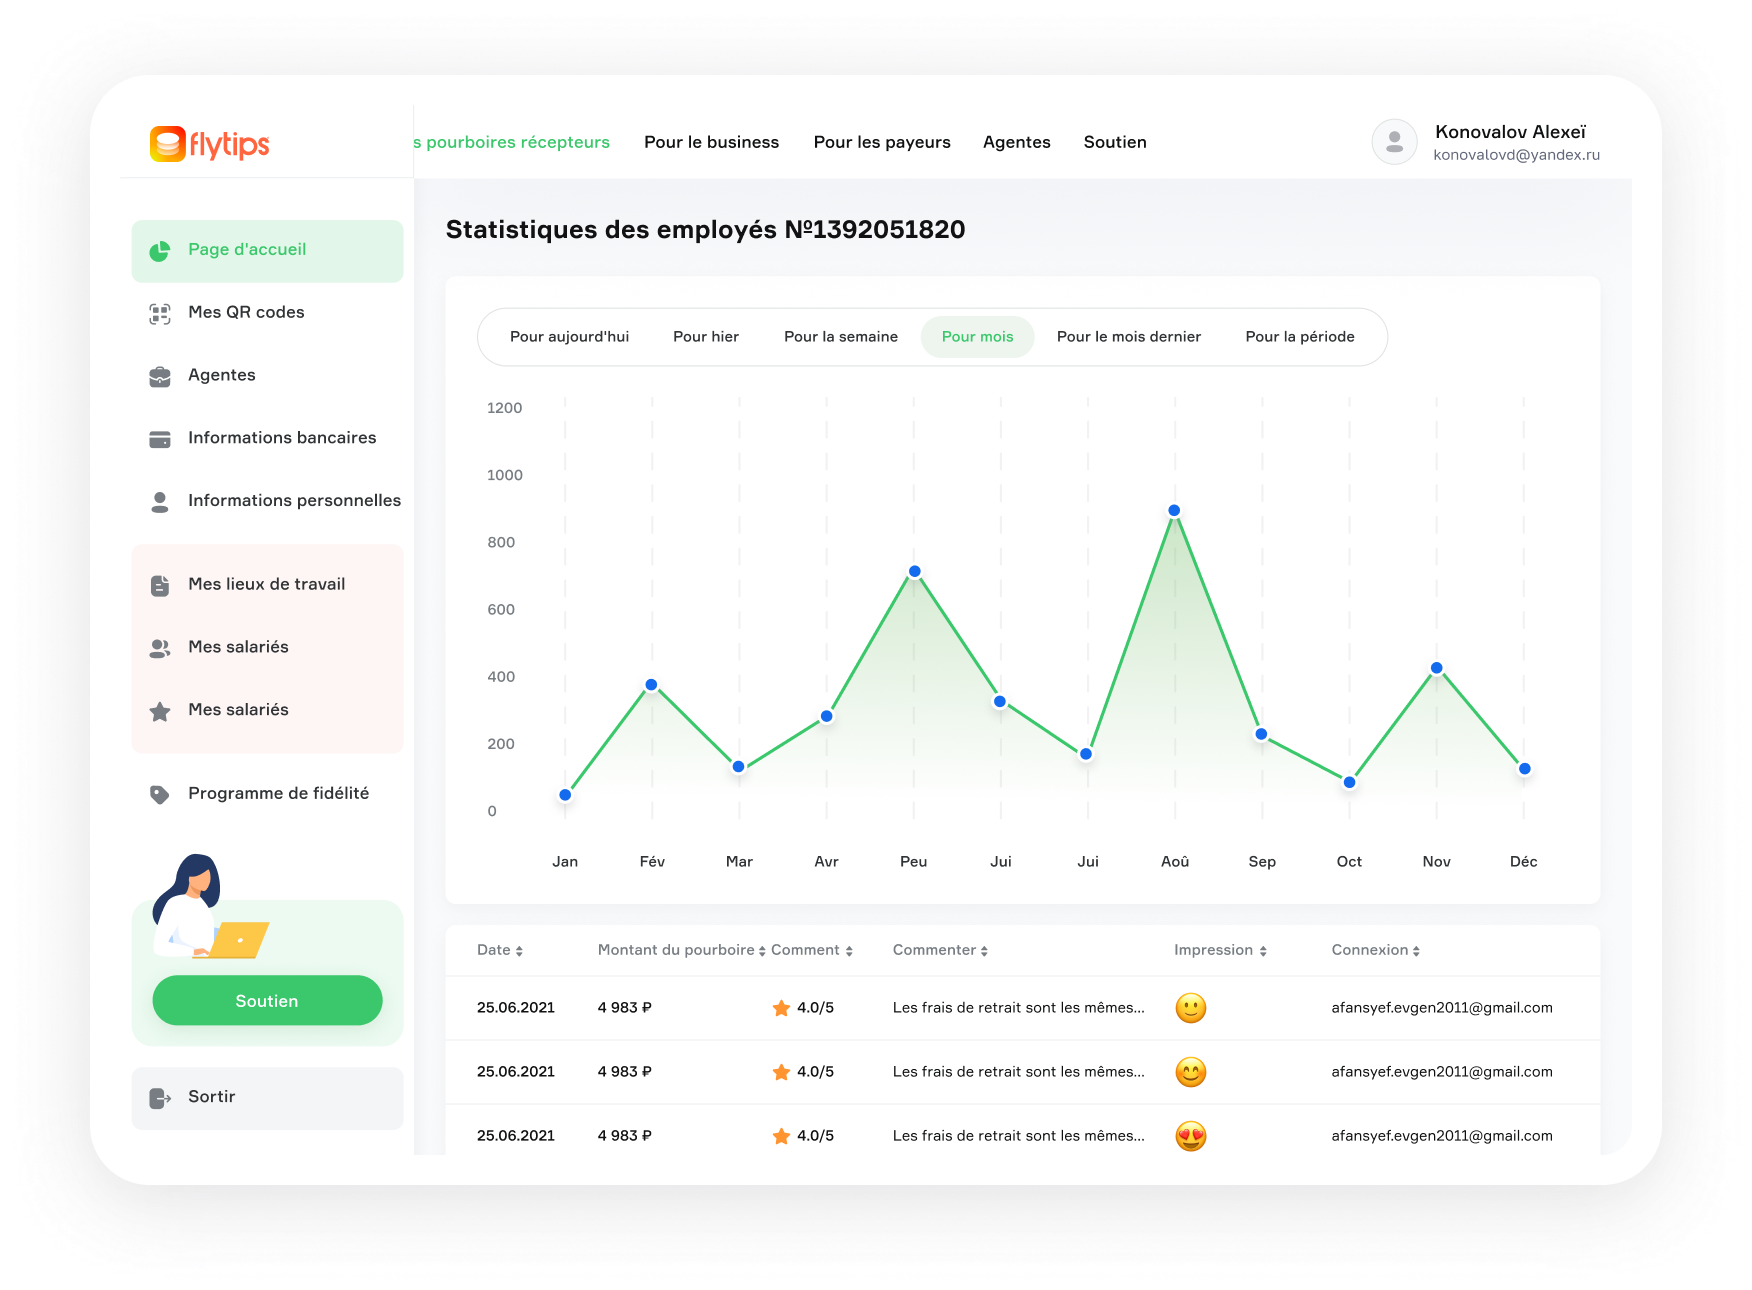 flytips
s pourboires récepteurs
Pour le business
Pour les payeurs
Agentes
Soutien
Konovalov Alexeï
konovalovd@yandex.ru
Page d'accueil
Mes QR codes
Agentes
Informations bancaires
Informations personnelles
Mes lieux de travail
Mes salariés
Mes salariés
Programme de fidélité
Soutien
Sortir
Statistiques des employés №1392051820
Pour aujourd'hui
Pour hier
Pour la semaine
Pour mois
Pour le mois dernier
Pour la période
1200
1000
800
600
400
200
0
Jan Fév Mar Avr Peu Jui Jui Aoû Sep Oct Nov Déc
Date Montant du pourboire Comment Commenter Impression Connexion
25.06.2021 4 983 ₽ 4.0/5 Les frais de retrait sont les mêmes... afansyef.evgen2011@gmail.com
25.06.2021 4 983 ₽ 4.0/5 Les frais de retrait sont les mêmes... afansyef.evgen2011@gmail.com
25.06.2021 4 983 ₽ 4.0/5 Les frais de retrait sont les mêmes... afansyef.evgen2011@gmail.com